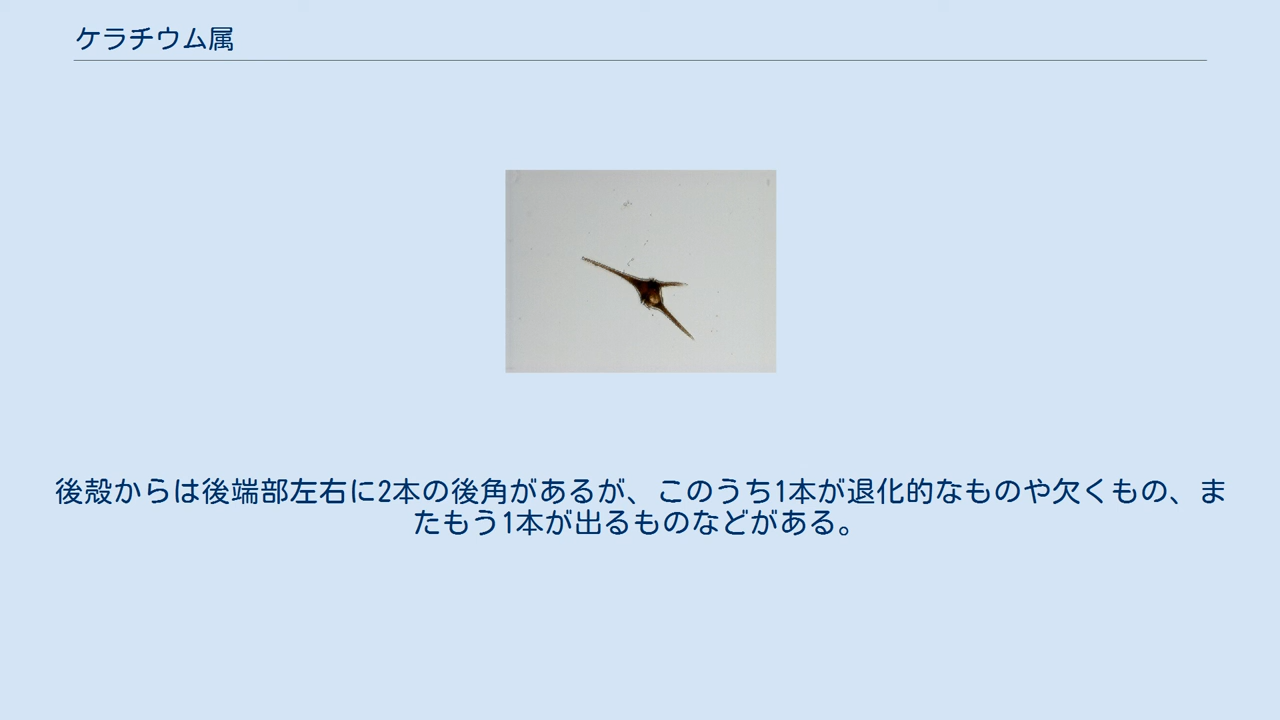 ケラチウム属
後殻からは後端部左右に2本の後角があるが、このうち1本が退化的なものや欠くもの、ま
たもう1本が出るものなどがある。